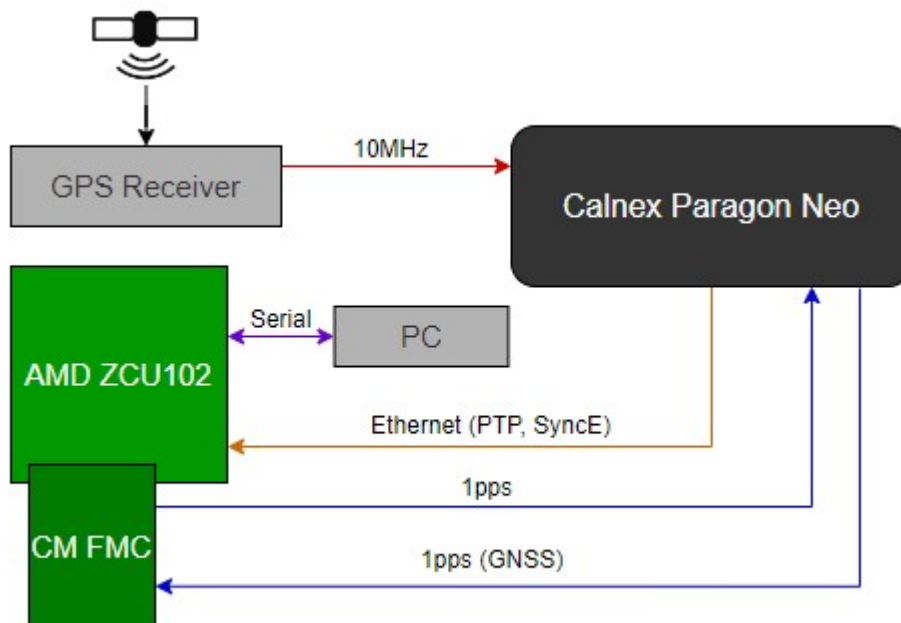 10MHz
GPS Receiver
Calnex Paragon Neo
Serial
PC
AMD ZCU102
Ethernet (PTP, SyncE)
1pps
CM FMC
1pps (GNSS)